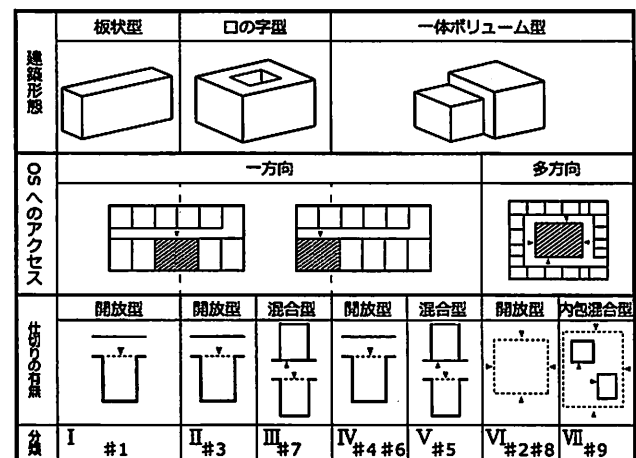 建築形態
板状型 口の字型 一体ボリューム型
OSへのアクセス
一方向 多方向
仕切りの有無
開放型 開放型 混合型 開放型 混合型 開放型 内包混合型
分類
Ⅰ #1 Ⅱ #3 Ⅲ #7 Ⅳ #4 #6 Ⅴ #5 Ⅵ #2 #8 Ⅶ #9